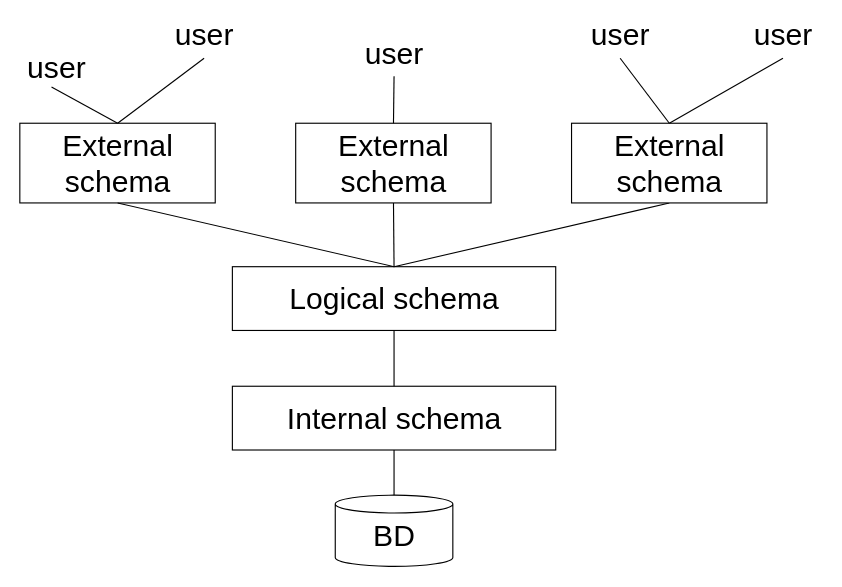 user
user
user
user
user
External
schema
External
schema
External
schema
Logical schema
Internal schema
BD